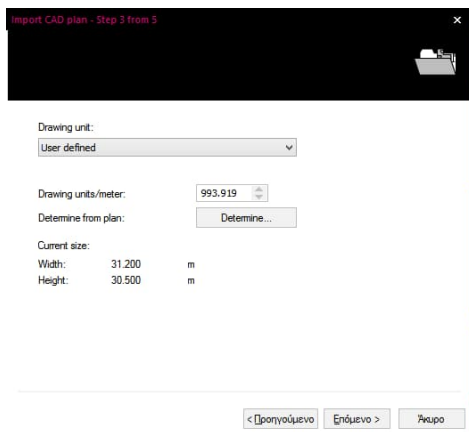 Import CAD plan - Step 3 from 5
Drawing unit:
User defined
Drawing units/meter: 993.919
Determine from plan: Determine...
Current size:
Width: 31.200 m
Height: 30.500 m
< Προηγούμενο Επόμενο > Άκυρο